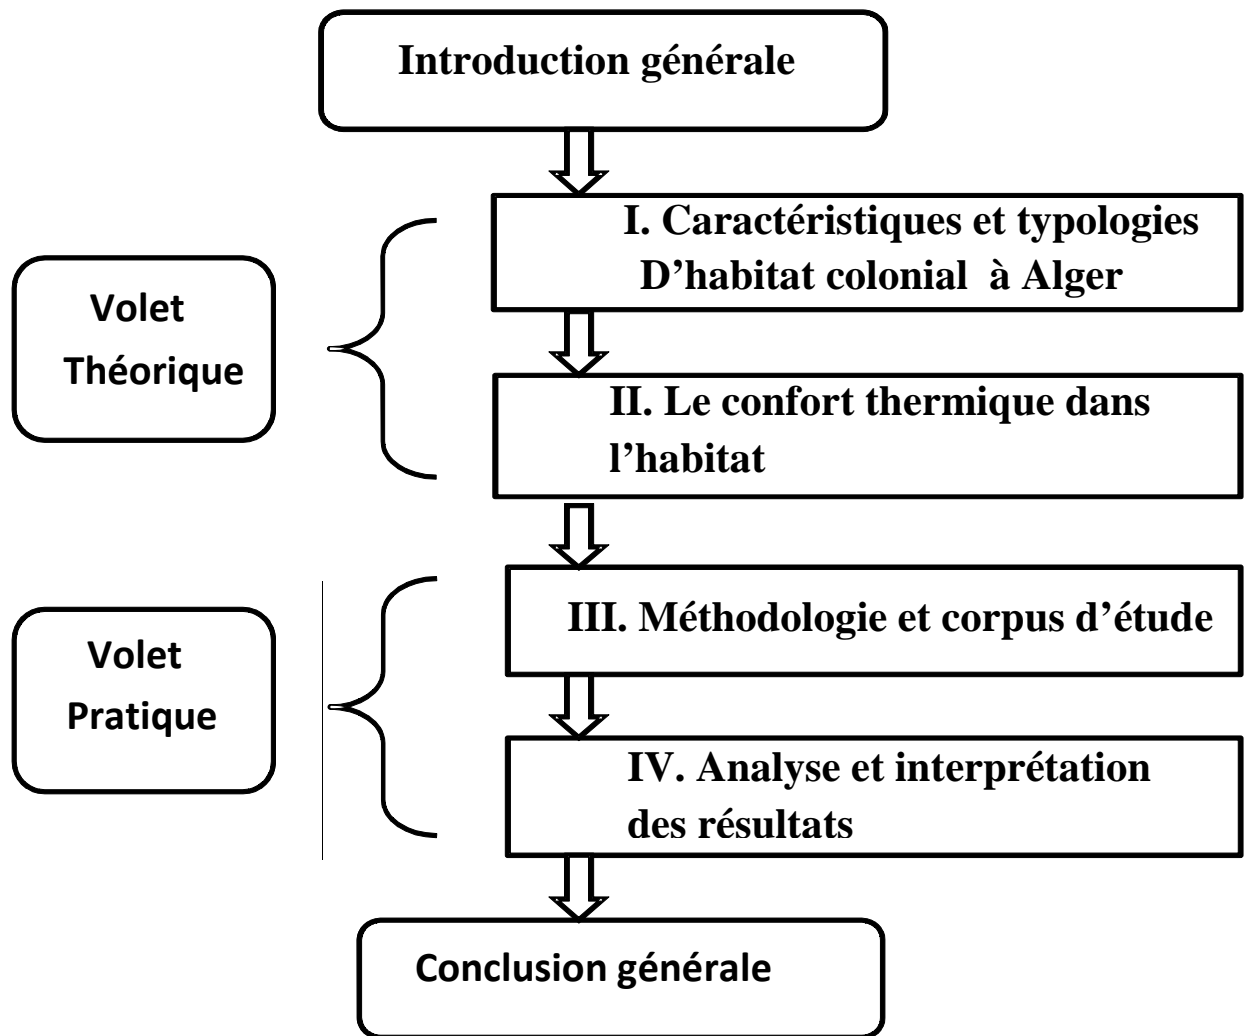 Introduction générale
I. Caractéristiques et typologies
D’habitat colonial à Alger
Volet
Théorique
II. Le confort thermique dans
l’habitat
III. Méthodologie et corpus d’étude
Volet
Pratique
IV. Analyse et interprétation
des résultats
Conclusion générale